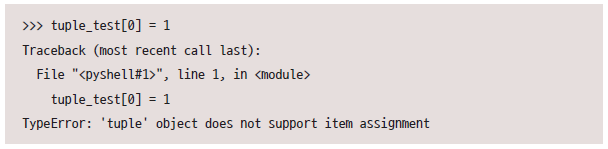 >>> tuple_test[0] = 1
Traceback (most recent call last):
  File "<pyshell#1>", line 1, in <module>
    tuple_test[0] = 1
TypeError: 'tuple' object does not support item assignment